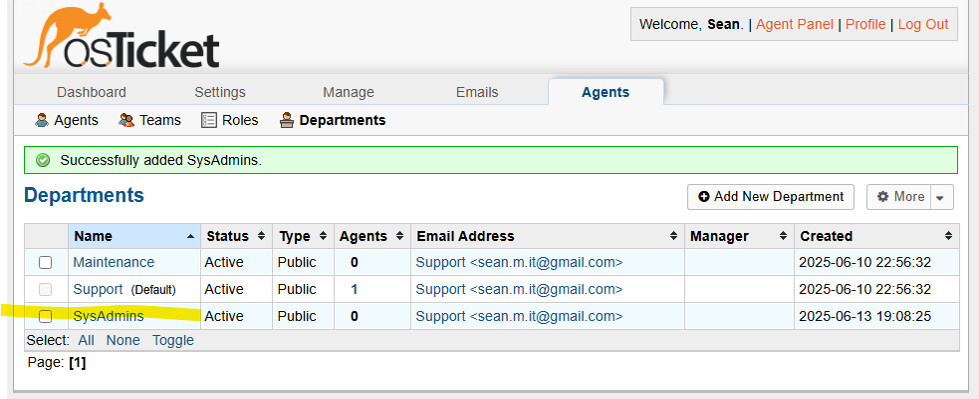 osTicket
Welcome, Sean. | Agent Panel | Profile | Log Out
Dashboard Settings Manage Emails Agents
Agents Teams Roles Departments
Successfully added SysAdmins.
Departments Add New Department More
Name Status Type Agents Email Address Manager Created
Maintenance Active Public 0 Support <sean.m.it@gmail.com> 2025-06-10 22:56:32
Support (Default) Active Public 1 Support <sean.m.it@gmail.com> 2025-06-10 22:56:32
SysAdmins Active Public 0 Support <sean.m.it@gmail.com> 2025-06-13 19:08:25
Select: All None Toggle
Page: [1]